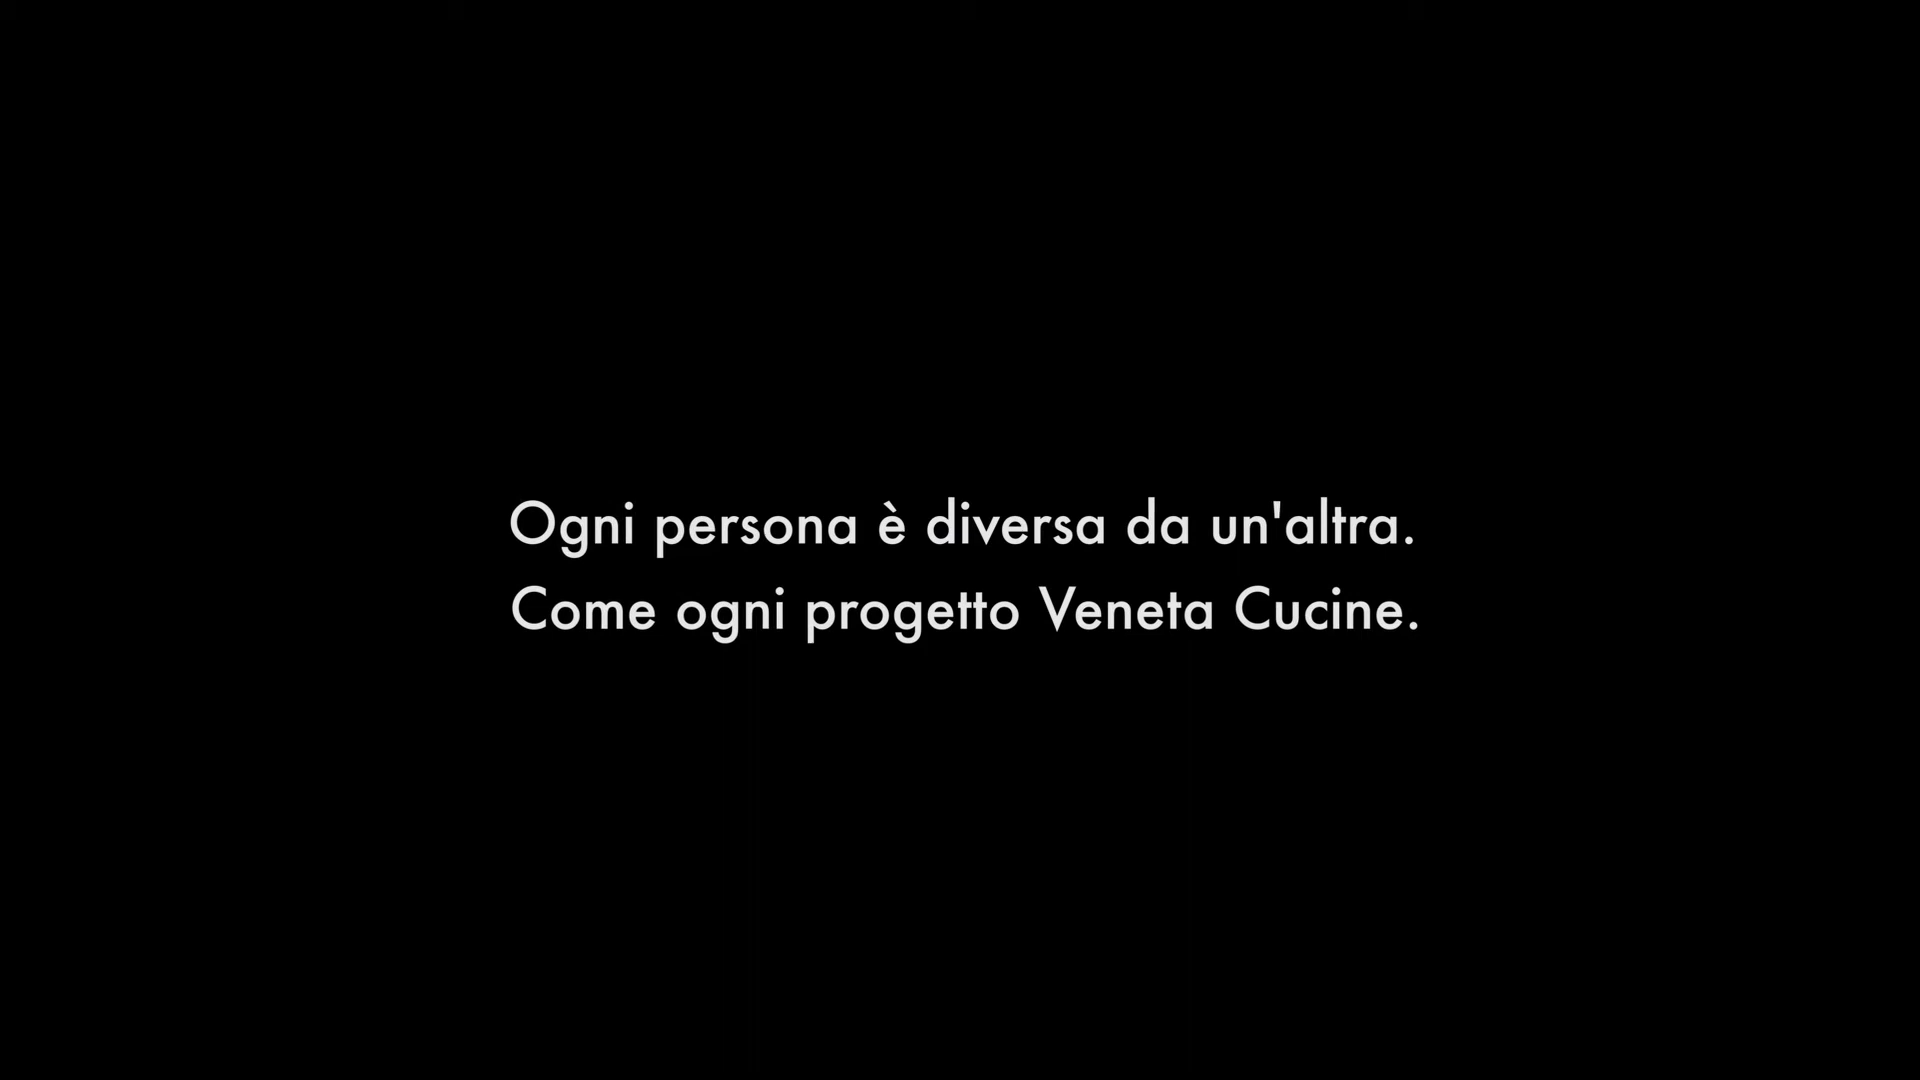 Ogni persona è diversa da un'altra.
Come ogni progetto Veneta Cucine.